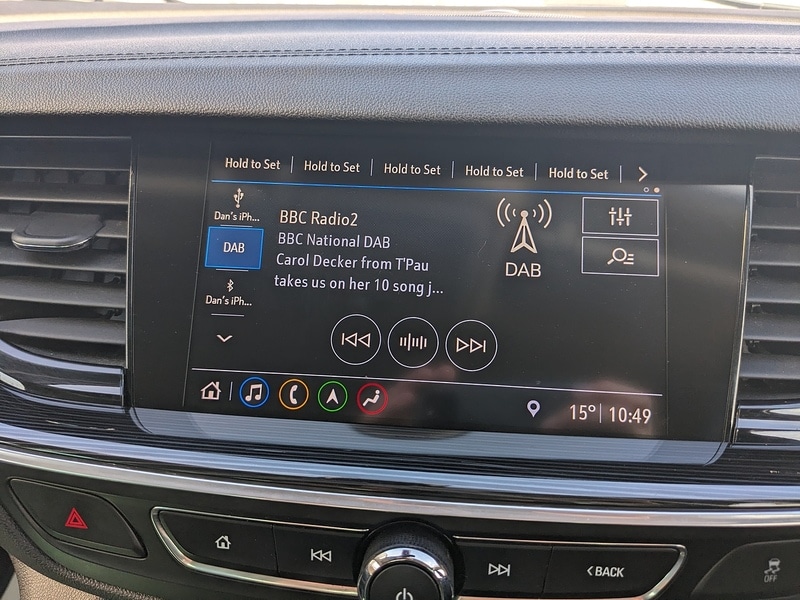 Hold to Set Hold to Set Hold to Set Hold to Set Hold to Set
Dan's iPh...
DAB
Dan's iPh...
BBC Radio2
BBC National DAB
Carol Decker from T'Pau
takes us on her 10 song j...
DAB
15° 10:49
BACK
OFF